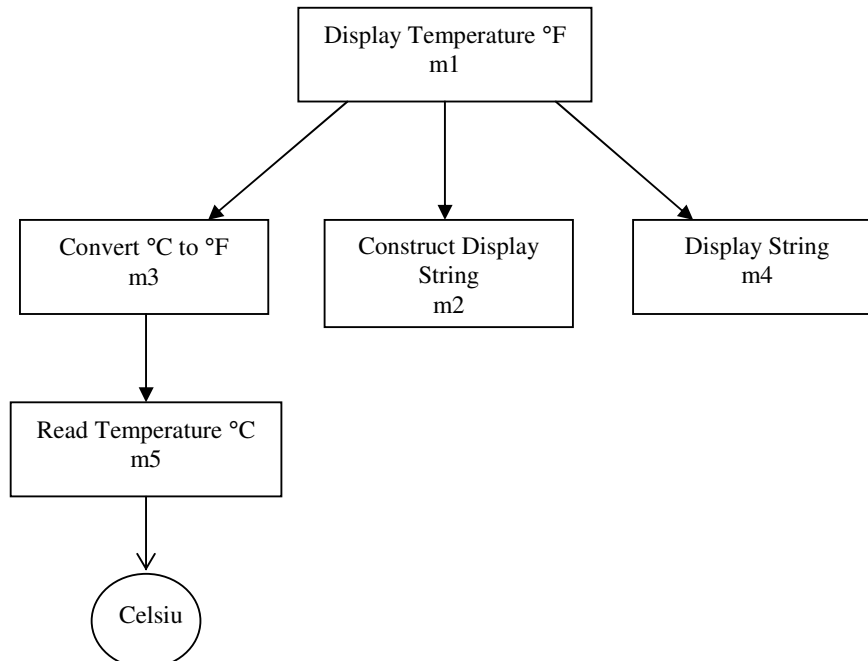 Display Temperature °F
m1
Convert °C to °F
m3
Construct Display
String
m2
Display String
m4
Read Temperature °C
m5
Celsiu